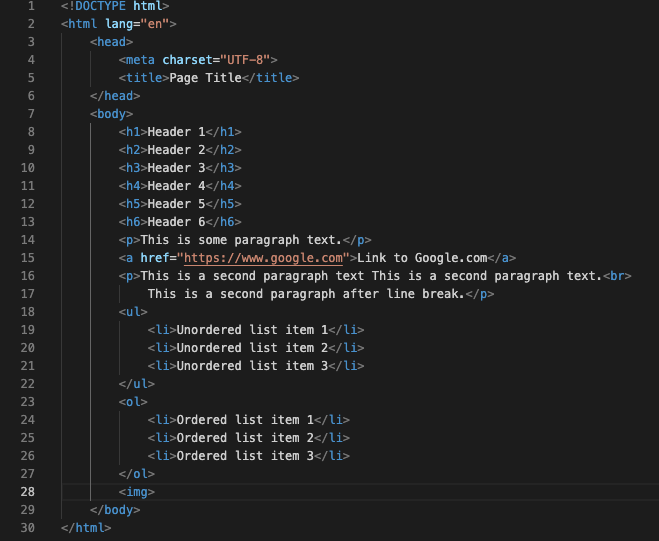 1 <!DOCTYPE html>
2 <html lang="en">
3     <head>
4         <meta charset="UTF-8">
5         <title>Page Title</title>
6     </head>
7     <body>
8         <h1>Header 1</h1>
9         <h2>Header 2</h2>
10         <h3>Header 3</h3>
11         <h4>Header 4</h4>
12         <h5>Header 5</h5>
13         <h6>Header 6</h6>
14         <p>This is some paragraph text.</p>
15         <a href="https://www.google.com">Link to Google.com</a>
16         <p>This is a second paragraph text This is a second paragraph text.<br>
17             This is a second paragraph after line break.</p>
18         <ul>
19             <li>Unordered list item 1</li>
20             <li>Unordered list item 2</li>
21             <li>Unordered list item 3</li>
22         </ul>
23         <ol>
24             <li>Ordered list item 1</li>
25             <li>Ordered list item 2</li>
26             <li>Ordered list item 3</li>
27         </ol>
28         <img>
29     </body>
30 </html>